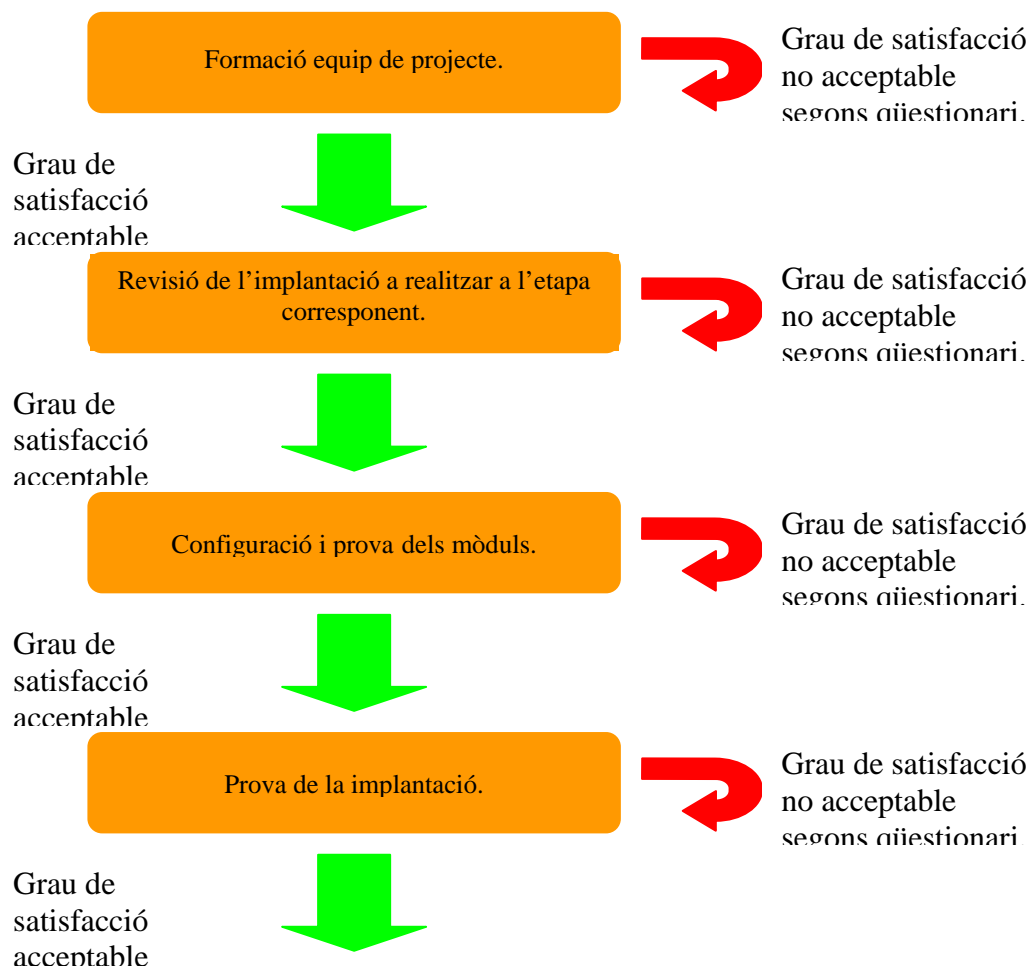 Formació equip de projecte.
Grau de satisfacció
no acceptable
segons qüestionari.
Grau de
satisfacció
acceptable
Revisió de l’implantació a realitzar a l’etapa
corresponent.
Grau de satisfacció
no acceptable
segons qüestionari.
Grau de
satisfacció
acceptable
Configuració i prova dels mòduls.
Grau de satisfacció
no acceptable
segons qüestionari.
Grau de
satisfacció
acceptable
Prova de la implantació.
Grau de satisfacció
no acceptable
segons qüestionari.
Grau de
satisfacció
acceptable